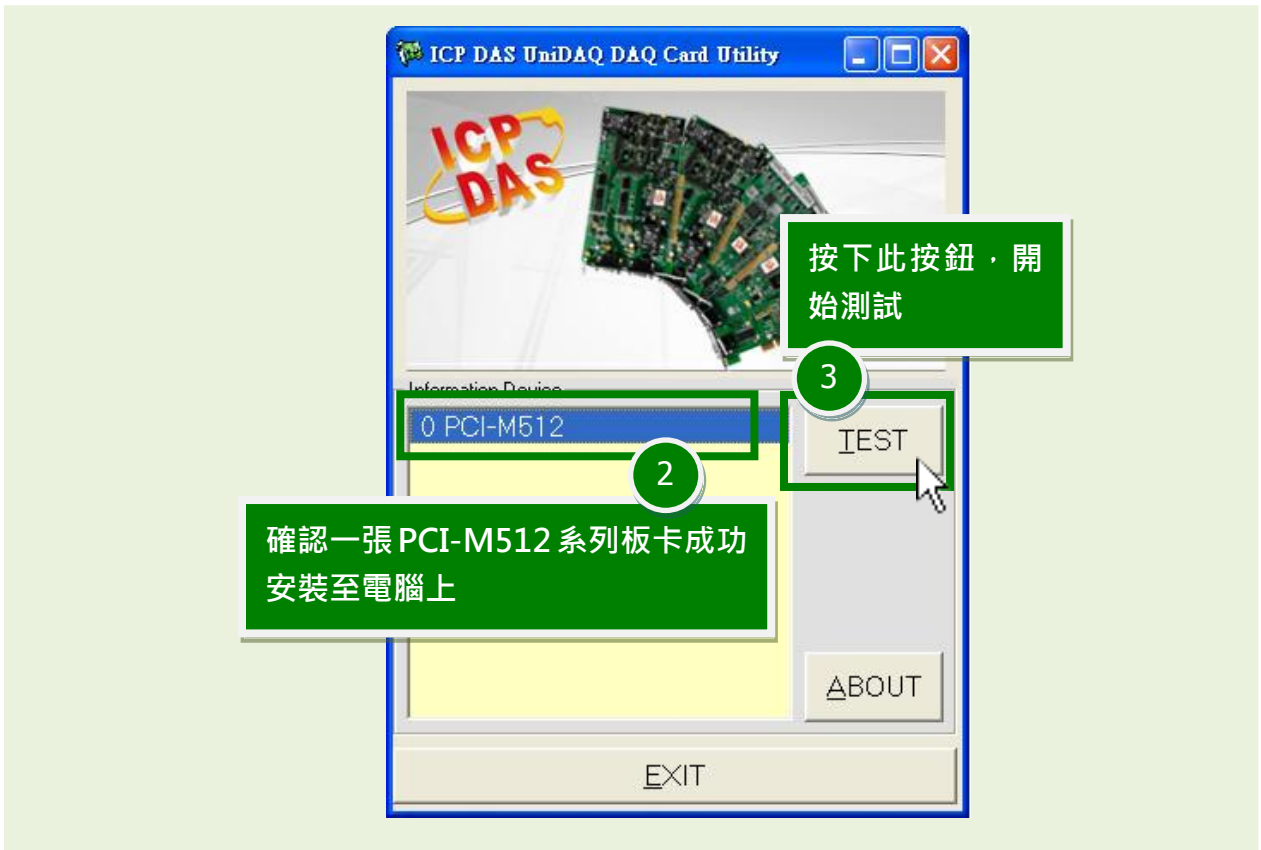 ICP DAS UniDAQ DAQ Card Utility
ICP
DAS
按下此按鈕，開
始測試
3
Information Device
0 PCI-M512
TEST
2
確認一張 PCI-M512 系列板卡成功
安裝至電腦上
ABOUT
EXIT